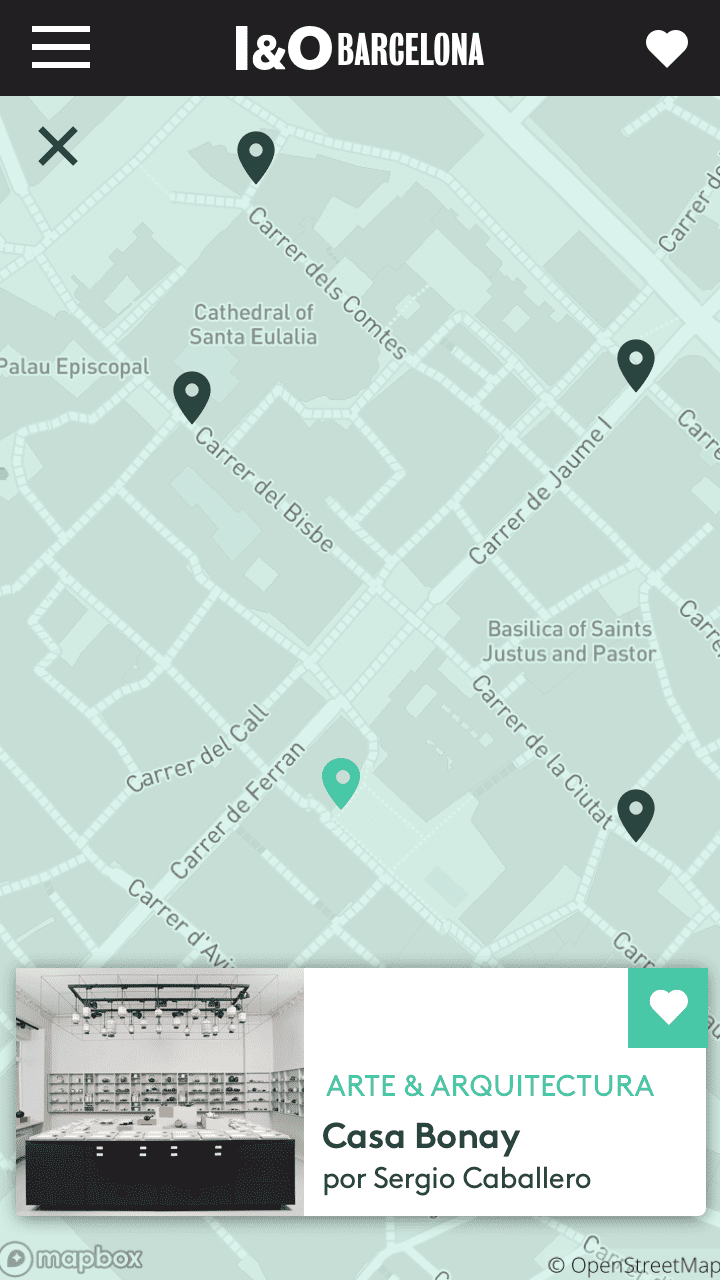 I&O BARCELONA
Carrer de
Carrer dels Comtes
Cathedral of
Santa Eulalia
Palau Episcopal
Carrer de Jaume I
Carrer del Bisbe
Basilica of Saints
Justus and Pastor
Carrer de la Ciutat
Carrer del Call
Carrer de Ferran
Carrer d'Avi
ARTE & ARQUITECTURA
Casa Bonay
por Sergio Caballero
mapbox
© OpenStreetMap